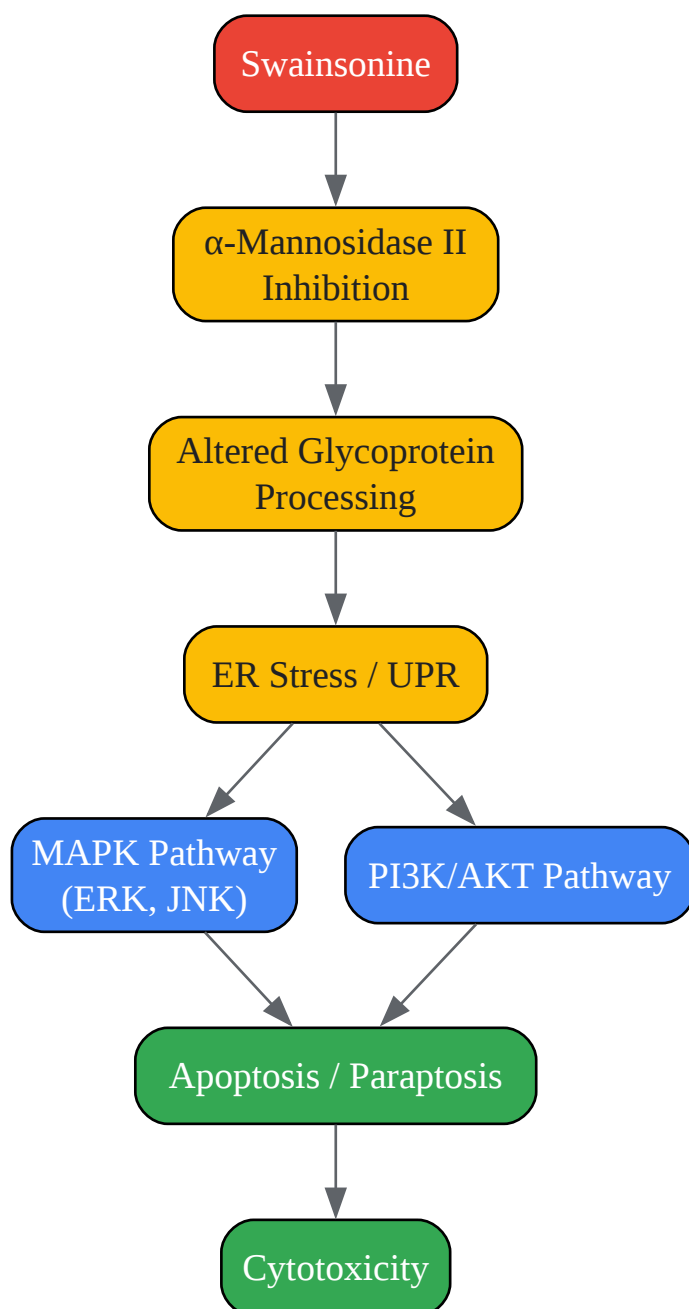 Swainsonine
α-Mannosidase II
Inhibition
Altered Glycoprotein
Processing
ER Stress / UPR
MAPK Pathway
(ERK, JNK)
PI3K/AKT Pathway
Apoptosis / Paraptosis
Cytotoxicity